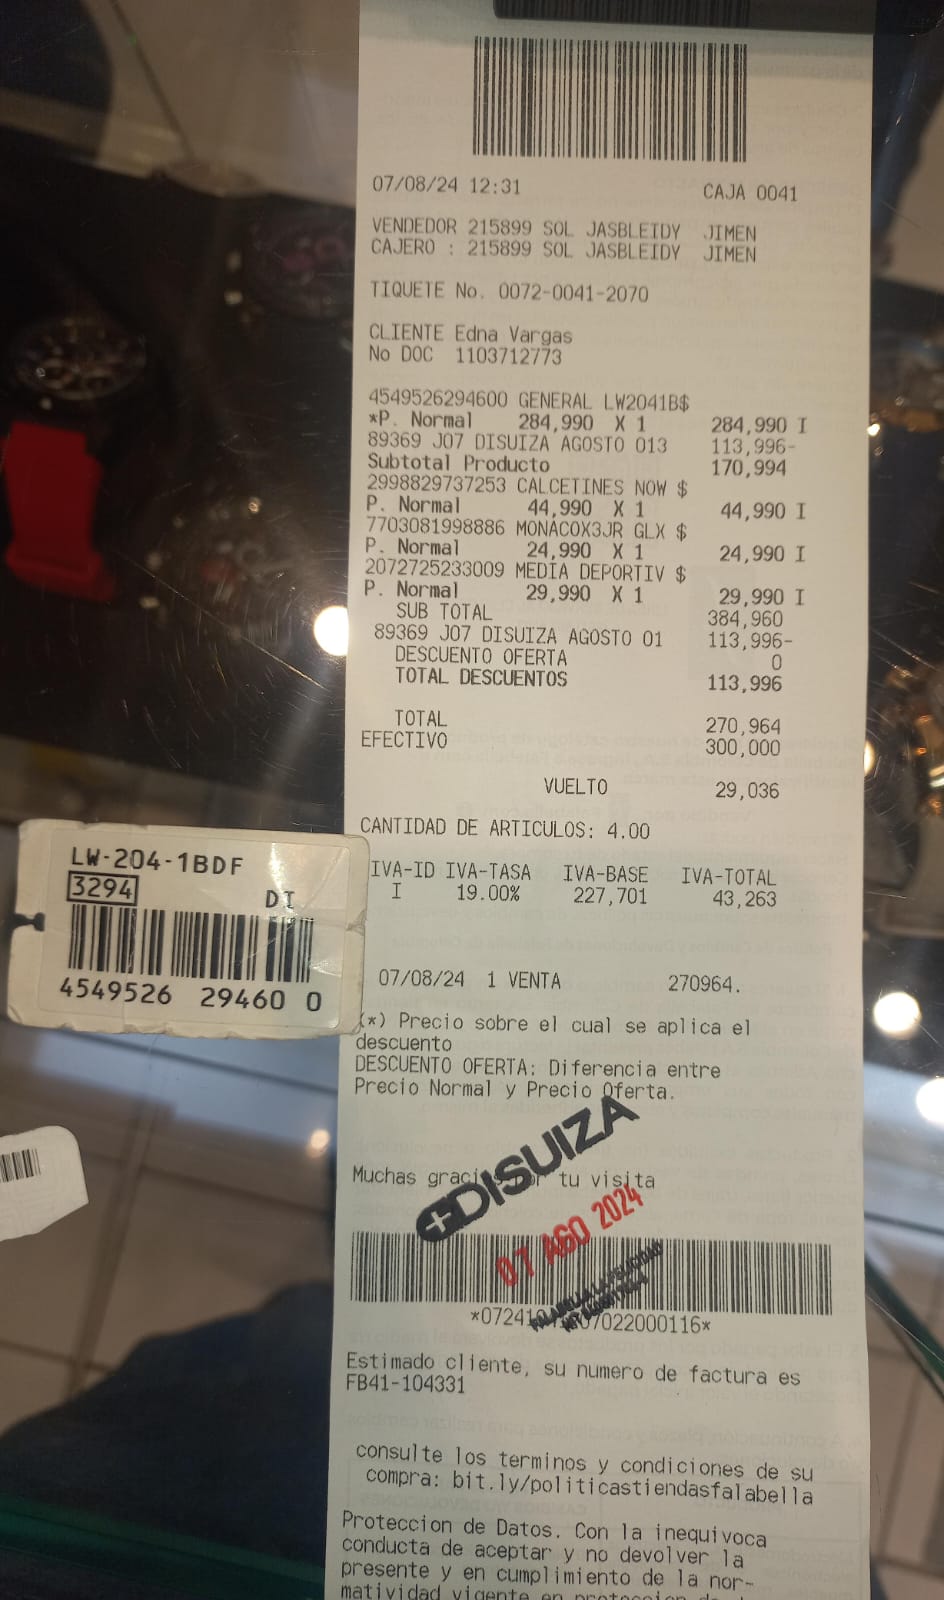 07/08/24 12:31 CAJA 0041
VENDEDOR 215899 SOL JASBLEIDY JIMEN
CAJERO : 215899 SOL JASBLEIDY JIMEN
TIQUETE No. 0072-0041-2070
CLIENTE Edna Vargas
No DOC 1103712773
4549526294600 GENERAL LW2041B$
*P. Normal 284,990 X 1 284,990 I
89369 J07 DISUIZA AGOSTO 013 113,996-
Subtotal Producto 170,994
2998829737253 CALCETINES NOW $
P. Normal 44,990 X 1 44,990 I
7703081998886 MONACOX3JR GLX $
P. Normal 24,990 X 1 24,990 I
2072725233009 MEDIA DEPORTIV $
P. Normal 29,990 X 1 29,990 I
SUB TOTAL 384,960
89369 J07 DISUIZA AGOSTO 01 113,996-
DESCUENTO OFERTA 0
TOTAL DESCUENTOS 113,996
TOTAL 270,964
EFECTIVO 300,000
VUELTO 29,036
CANTIDAD DE ARTICULOS: 4.00
IVA-ID IVA-TASA IVA-BASE IVA-TOTAL
I 19.00% 227,701 43,263
07/08/24 1 VENTA 270964.
(*) Precio sobre el cual se aplica el
descuento
DESCUENTO OFERTA: Diferencia entre
Precio Normal y Precio Oferta.
Muchas gracias tu visita
DISUIZA
07 AGO 2024
FALABELLA LA FELICIDAD
Estimado cliente, su numero de factura es
FB41-104331
consulte los terminos y condiciones de su
compra: bit.ly/politicastiendasfalabella
Proteccion de Datos. Con la inequivoca
conducta de aceptar y no devolver la
presente y en cumplimiento de la nor-
matividad vigente en
LW-204-1BDF
3294 DI
4549526 29460 0